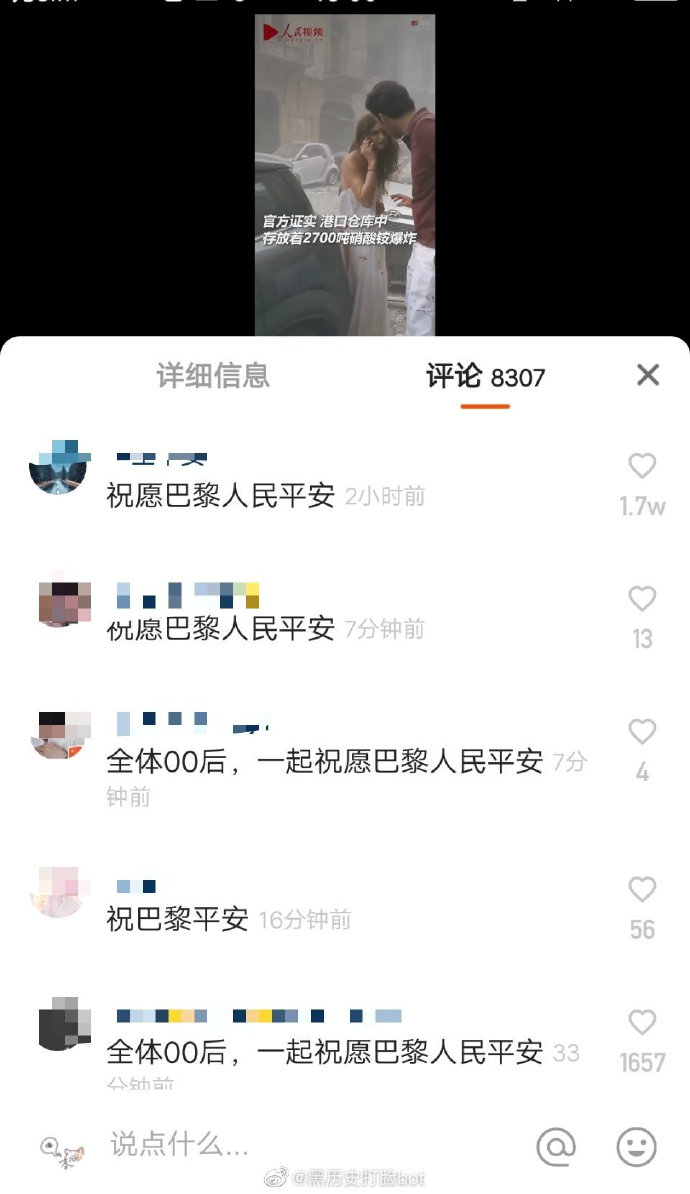 人民视频
官方证实 港口仓库中
存放着2700吨硝酸铵爆炸
详细信息 评论 8307
祝愿巴黎人民平安 2小时前
1.7w
祝愿巴黎人民平安 7分钟前
13
全体00后，一起祝愿巴黎人民平安 7分
钟前
4
祝巴黎平安 16分钟前
56
全体00后，一起祝愿巴黎人民平安 33
分钟前
1657
说点什么...
@黑历史打脸bot